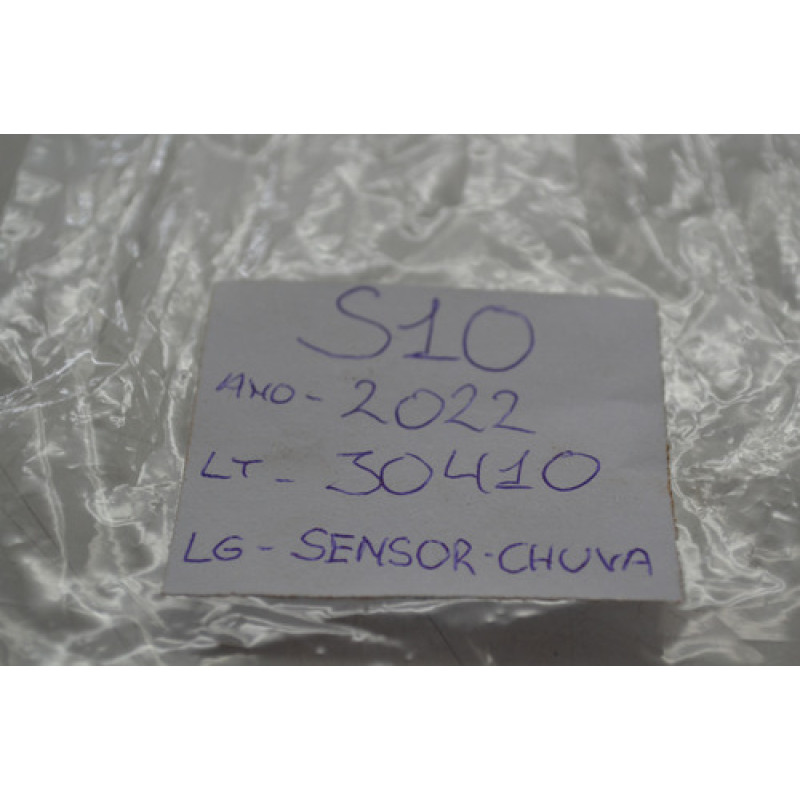 S10
ANO - 2022
LT - 30410
LG - SENSOR - CHUVA